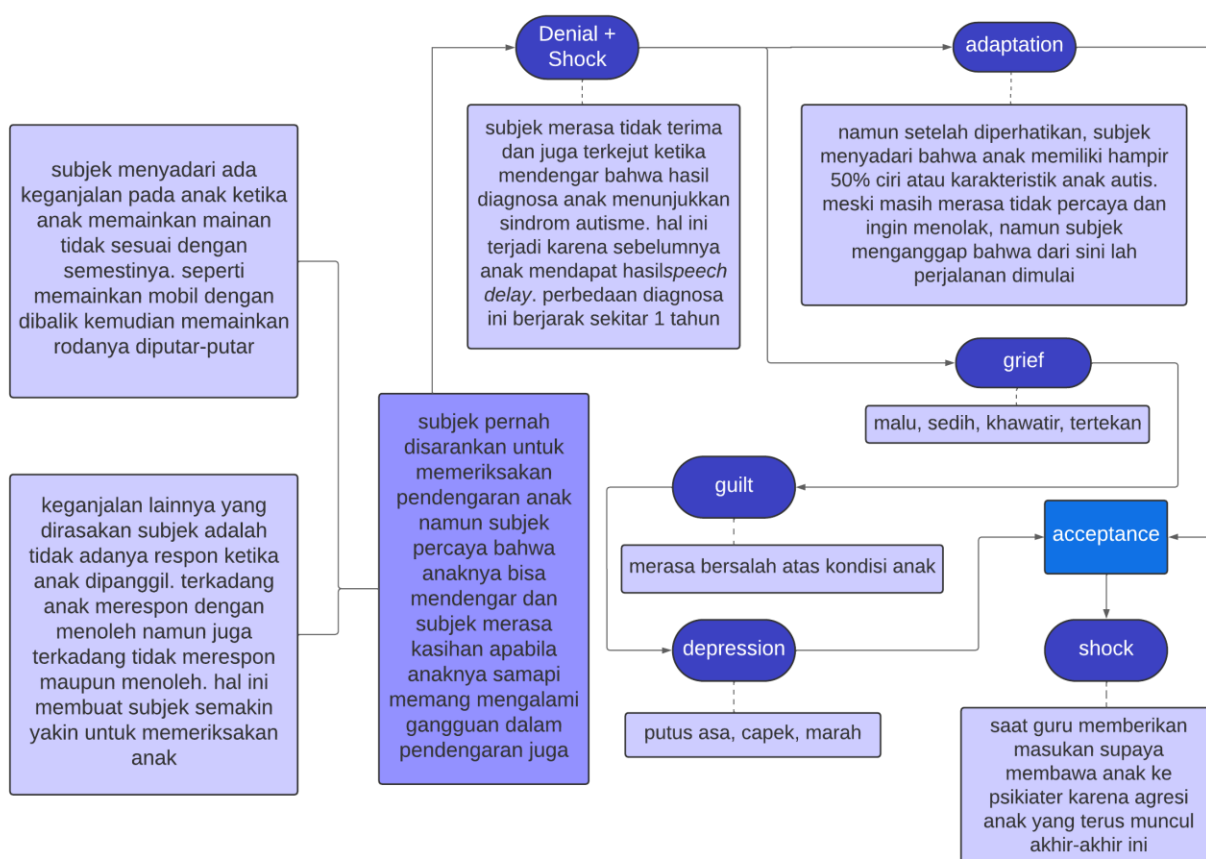 subjek menyadari ada
keganjalan pada anak ketika
anak memainkan mainan
tidak sesuai dengan
semestinya. seperti
memainkan mobil dengan
dibalik kemudian memainkan
rodanya diputar-putar
keganjalan lainnya yang
dirasakan subjek adalah
tidak adanya respon ketika
anak dipanggil. terkadang
anak merespon dengan
menoleh namun juga
terkadang tidak merespon
maupun menoleh. hal ini
membuat subjek semakin
yakin untuk memeriksakan
anak
subjek pernah
disarankan untuk
memeriksakan
pendengaran anak
namun subjek
percaya bahwa
anaknya bisa
mendengar dan
subjek merasa
kasihan apabila
anaknya samapi
memang mengalami
gangguan dalam
pendengaran juga
Denial +
Shock
subjek merasa tidak terima
dan juga terkejut ketika
mendengar bahwa hasil
diagnosa anak menunjukkan
sindrom autisme. hal ini
terjadi karena sebelumnya
anak mendapat hasilspeech
delay. perbedaan diagnosa
ini berjarak sekitar 1 tahun
adaptation
namun setelah diperhatikan, subjek
menyadari bahwa anak memiliki hampir
50% ciri atau karakteristik anak autis.
meski masih merasa tidak percaya dan
ingin menolak, namun subjek
menganggap bahwa dari sini lah
perjalanan dimulai
grief
malu, sedih, khawatir, tertekan
guilt
merasa bersalah atas kondisi anak
depression
putus asa, capek, marah
acceptance
shock
saat guru memberikan
masukan supaya
membawa anak ke
psikiater karena agresi
anak yang terus muncul
akhir-akhir ini